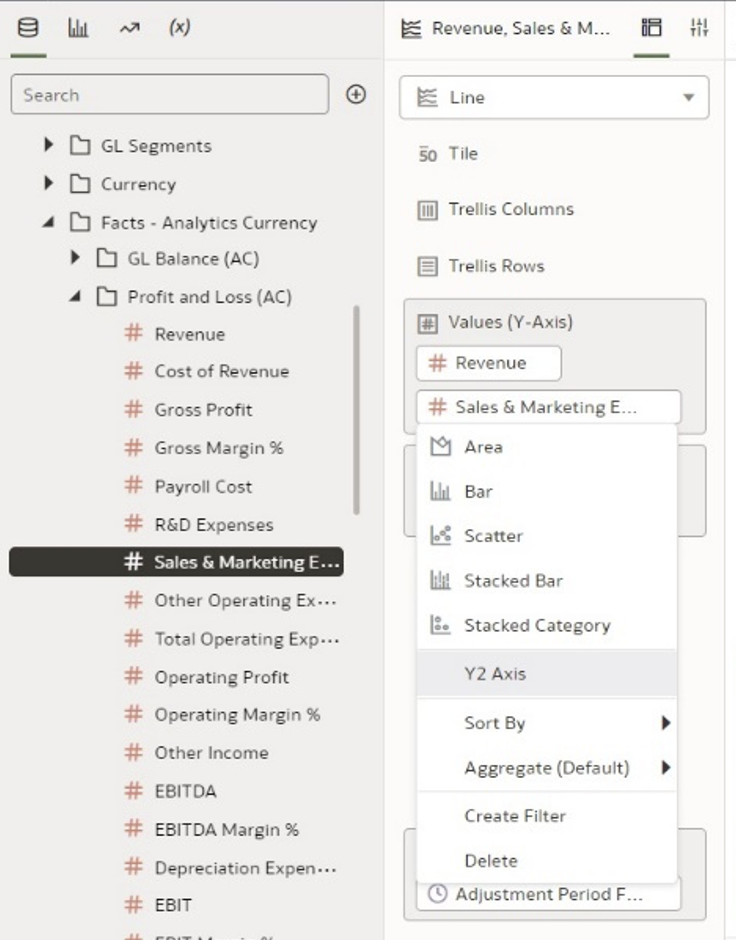 (x)
Search
GL Segments
Currency
Facts - Analytics Currency
GL Balance (AC)
Profit and Loss (AC)
# Revenue
# Cost of Revenue
# Gross Profit
# Gross Margin %
# Payroll Cost
# R&D Expenses
# Sales & Marketing E...
# Other Operating Ex...
# Total Operating Exp...
# Operating Profit
# Operating Margin %
# Other Income
# EBITDA
# EBITDA Margin %
# Depreciation Expen...
# EBIT
# EBIT Margin %
Revenue, Sales & M...
Line
50 Tile
Trellis Columns
Trellis Rows
# Values (Y-Axis)
# Revenue
# Sales & Marketing E...
Area
Bar
Scatter
Stacked Bar
Stacked Category
Y2 Axis
Sort By
Aggregate (Default)
Create Filter
Delete
Adjustment Period F...